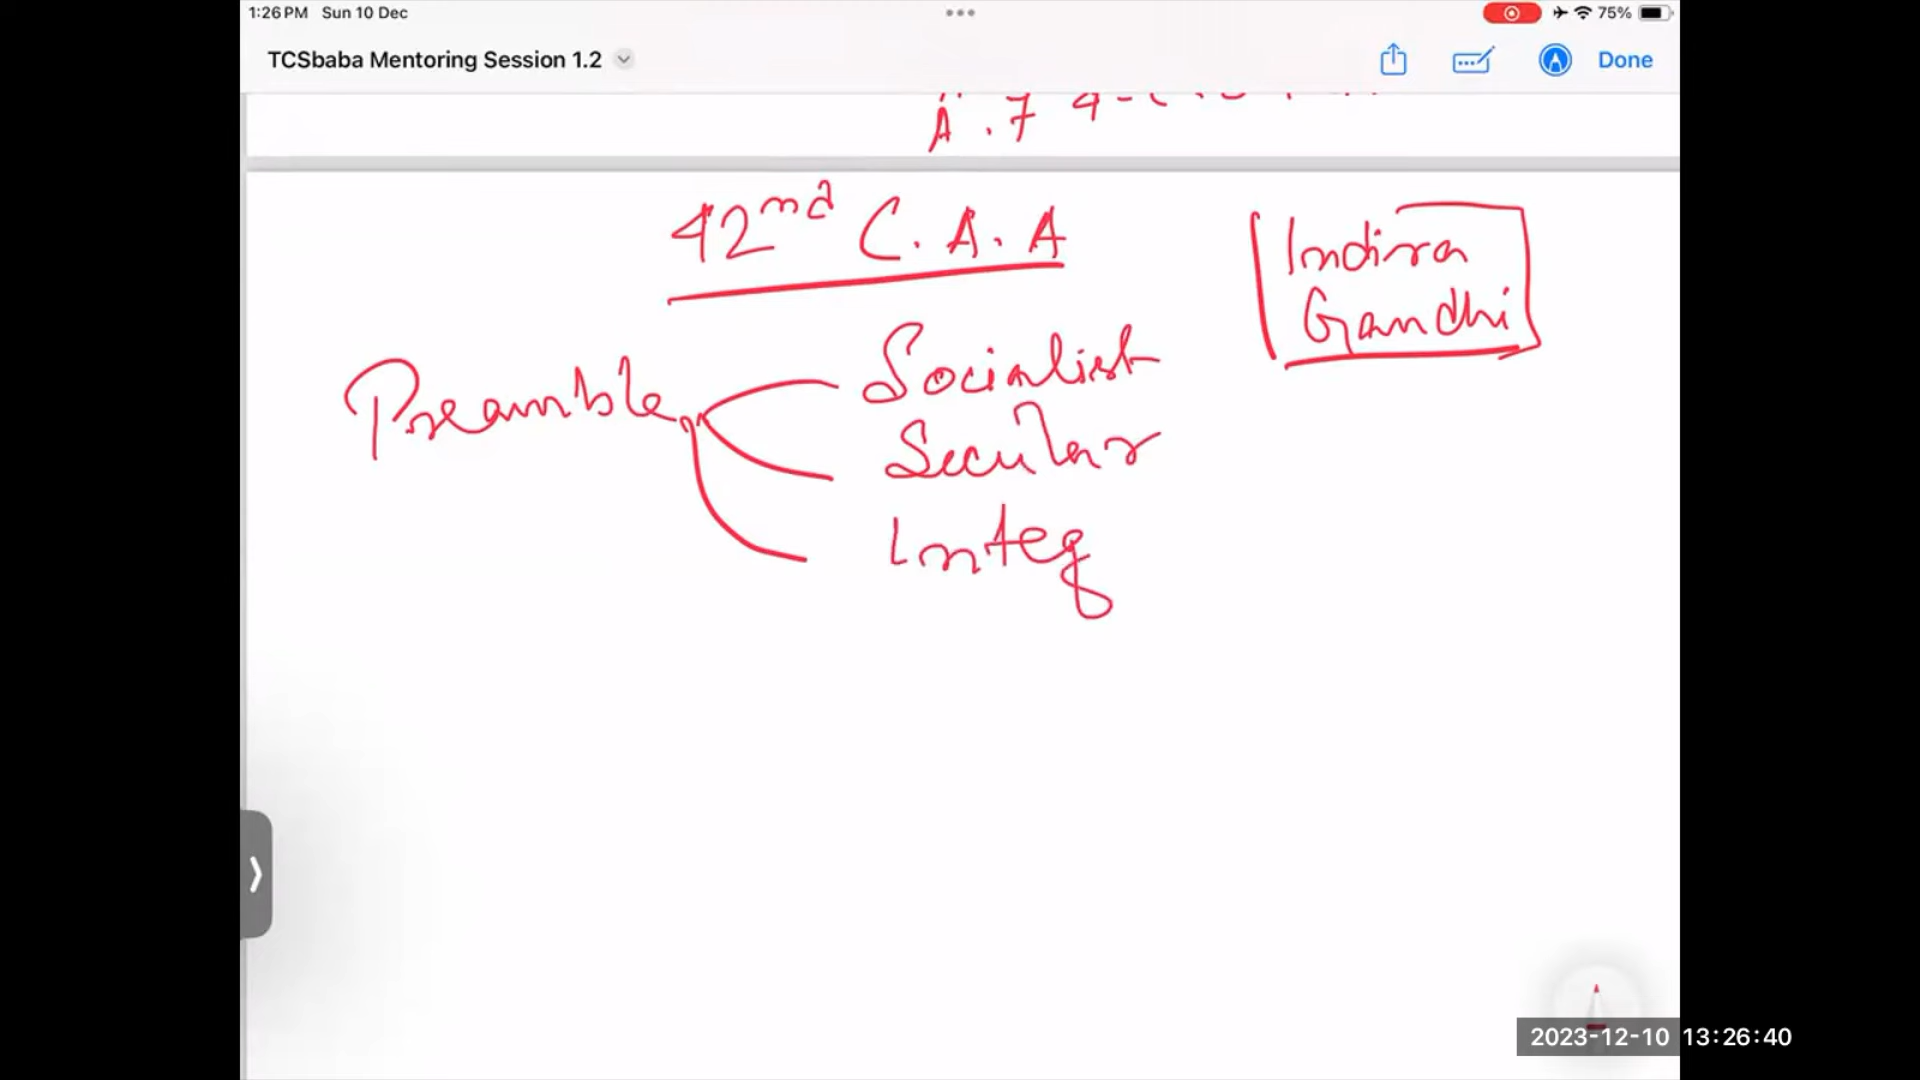 1:26 PM Sun 10 Dec
75%
TCSbaba Mentoring Session 1.2
Done
A.7
42nd C.A.A
Indira
Gandhi
Preamble
Socialist
Secular
Integ
2023-12-10 13:26:40